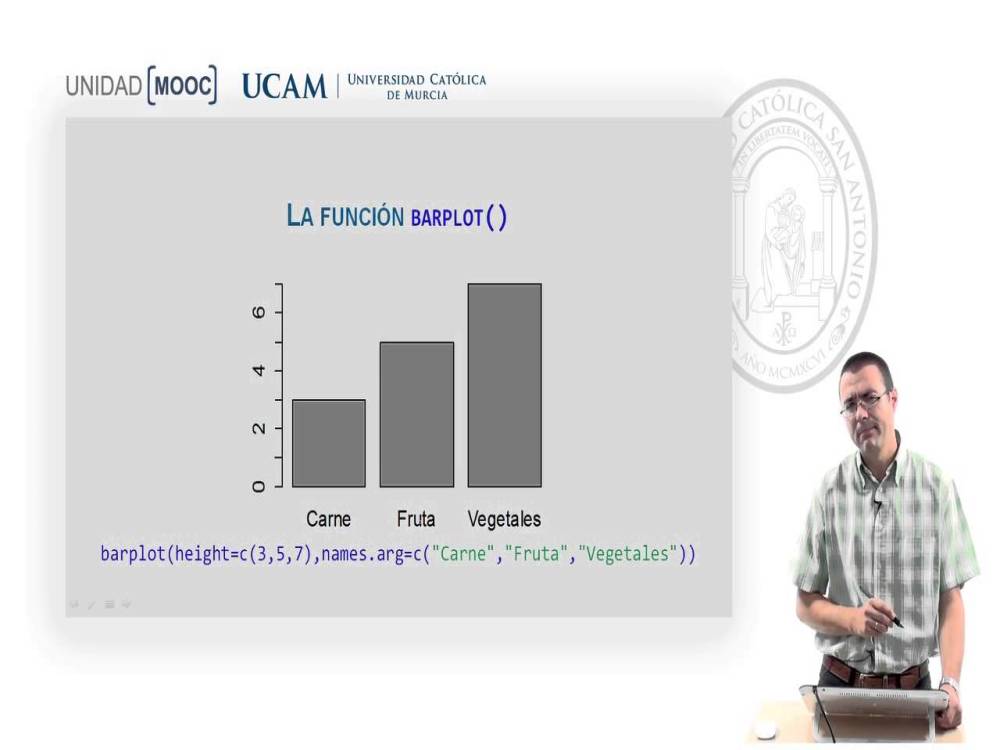 UNIDAD [MOOC]
UCAM | UNIVERSIDAD CATÓLICA
DE MURCIA
CATÓLICA SAN ANTONIO
IN LIBERTATEM VOCATI
AÑO MCMXCVI
LA FUNCIÓN BARPLOT()
6
4
2
0
Carne Fruta Vegetales
barplot(height=c(3,5,7),names.arg=c("Carne","Fruta","Vegetales"))